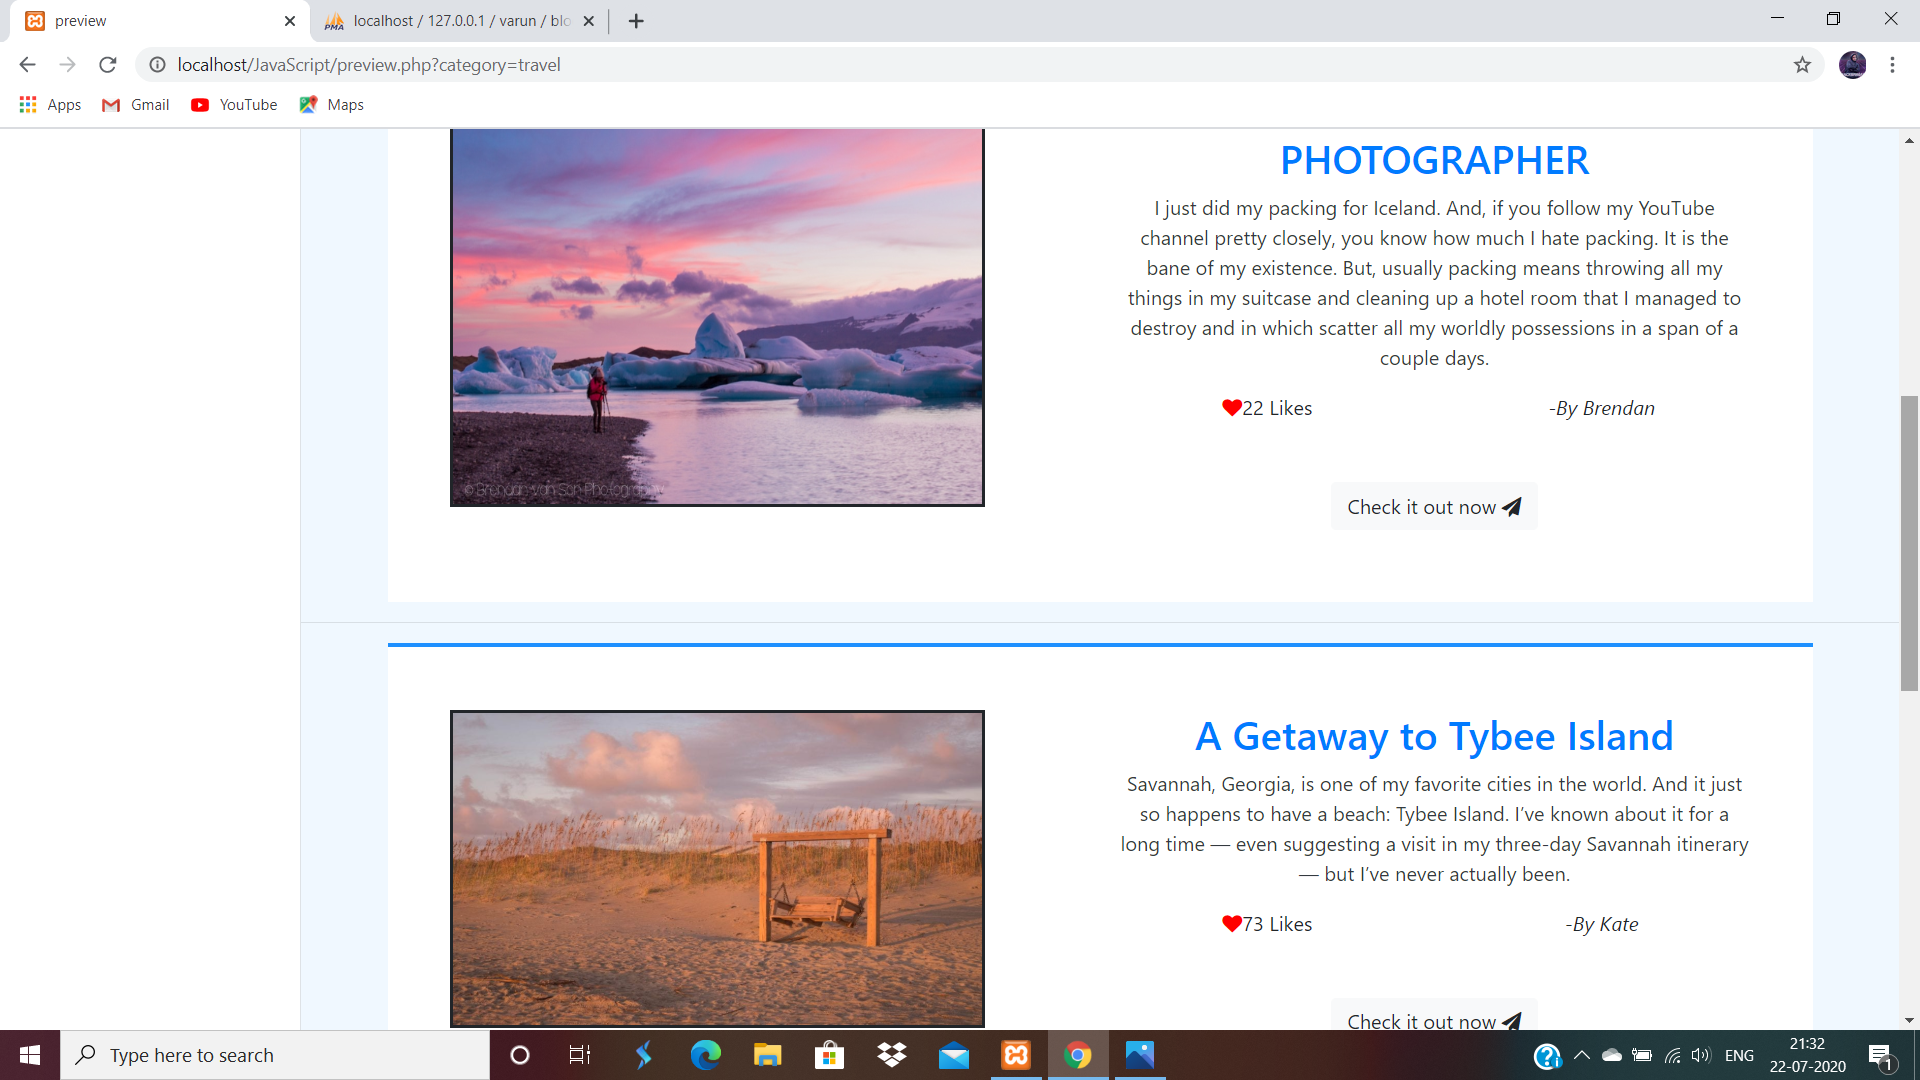 preview
localhost / 127.0.0.1 / varun / blo
localhost/JavaScript/preview.php?category=travel
Apps
Gmail
YouTube
Maps
PHOTOGRAPHER
I just did my packing for Iceland. And, if you follow my YouTube
channel pretty closely, you know how much I hate packing. It is the
bane of my existence. But, usually packing means throwing all my
things in my suitcase and cleaning up a hotel room that I managed to
destroy and in which scatter all my worldly possessions in a span of a
couple days.
22 Likes
-By Brendan
Check it out now
© Brendan van Son Photography
A Getaway to Tybee Island
Savannah, Georgia, is one of my favorite cities in the world. And it just
so happens to have a beach: Tybee Island. I’ve known about it for a
long time — even suggesting a visit in my three-day Savannah itinerary
— but I’ve never actually been.
73 Likes
-By Kate
Check it out now
Type here to search
ENG
21:32
22-07-2020
1